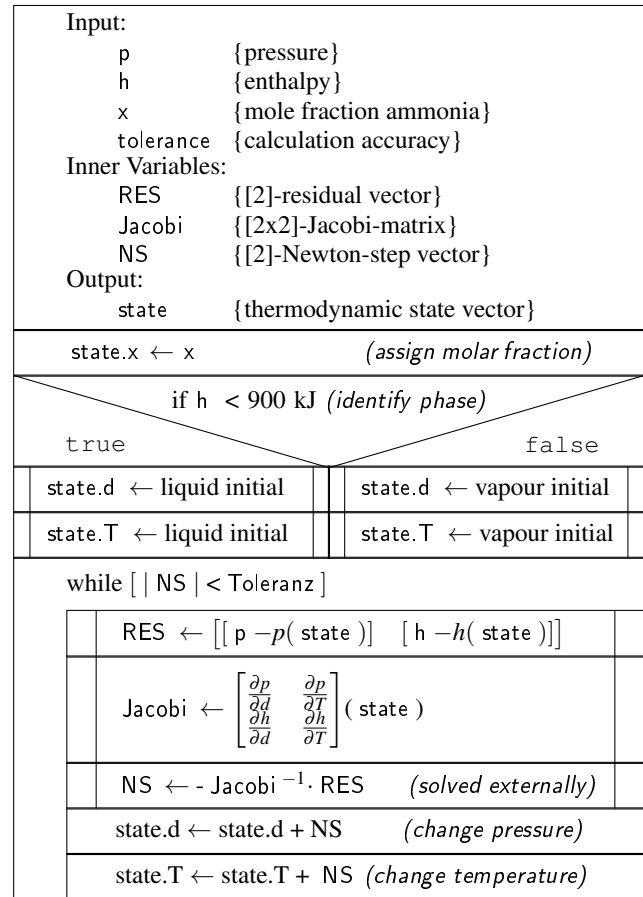 Input:
p {pressure}
h {enthalpy}
x {mole fraction ammonia}
tolerance {calculation accuracy}
Inner Variables:
RES {[2]-residual vector}
Jacobi {[2x2]-Jacobi-matrix}
NS {[2]-Newton-step vector}
Output:
state {thermodynamic state vector}
state.x ← x (assign molar fraction)
if h < 900 kJ (identify phase)
true false
state.d ← liquid initial state.d ← vapour initial
state.T ← liquid initial state.T ← vapour initial
while [ | NS | < Toleranz ]
RES ← [[ p −p( state )] [ h −h( state )]]
Jacobi ← [∂p/∂d ∂p/∂T ∂h/∂d ∂h/∂T] ( state )
NS ← - Jacobi ⁻¹· RES (solved externally)
state.d ← state.d + NS (change pressure)
state.T ← state.T + NS (change temperature)